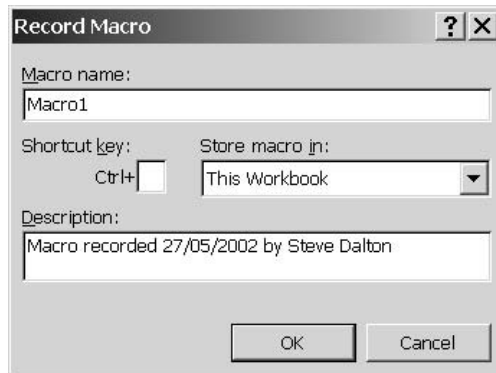 Record Macro
Macro name:
Macro1
Shortcut key: Store macro in:
Ctrl+ This Workbook
Description:
Macro recorded 27/05/2002 by Steve Dalton
OK Cancel